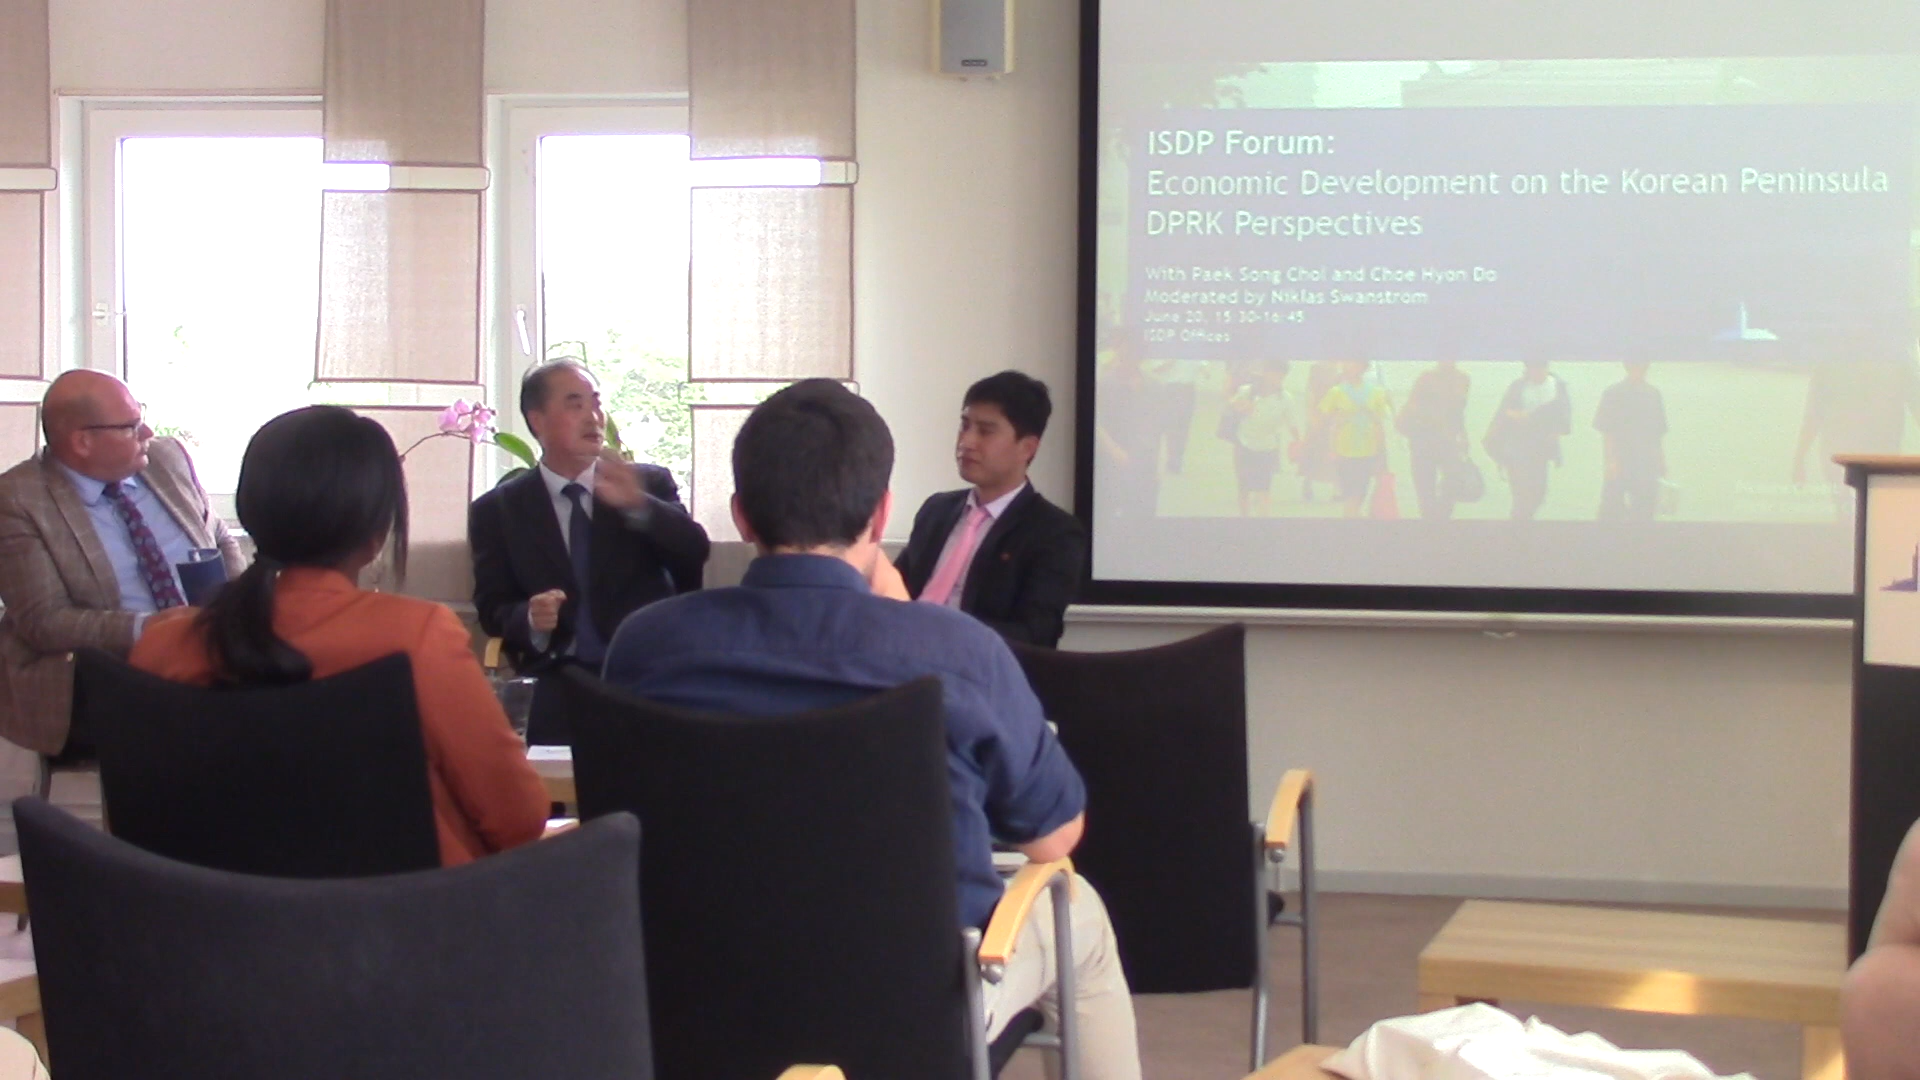 ISDP Forum:
Economic Development on the Korean Peninsula
DPRK Perspectives
With Paek Song Chol and Choe Hyon Do
Moderated by Niklas Swanstrom
June 20, 15:30-16:45
ISDP Offices